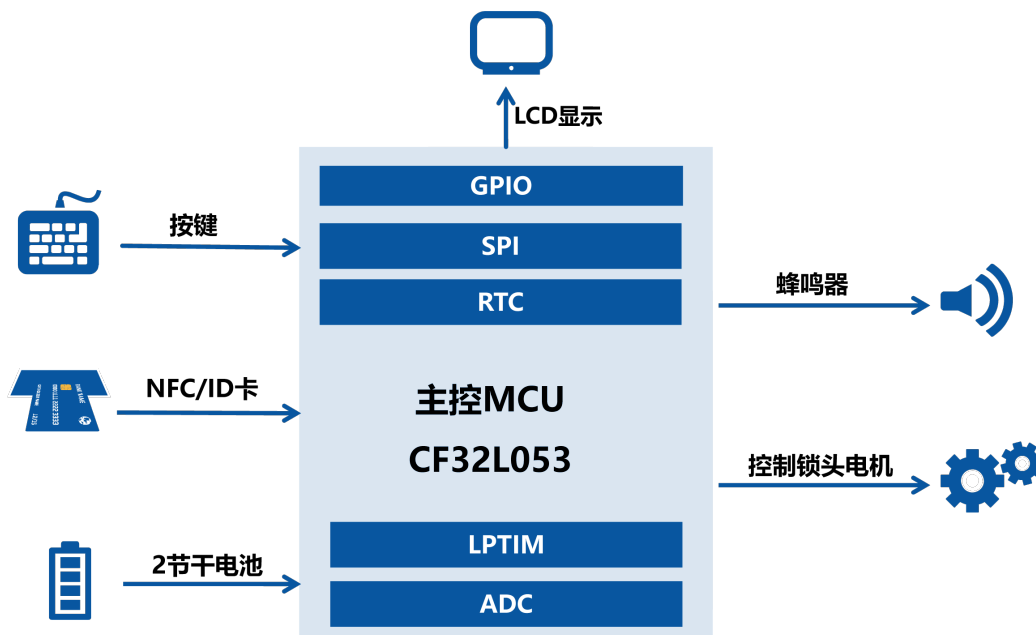 LCD显示
GPIO
按键
SPI
RTC
蜂鸣器
NFC/ID卡
主控MCU
CF32L053
控制锁头电机
LPTIM
2节干电池
ADC